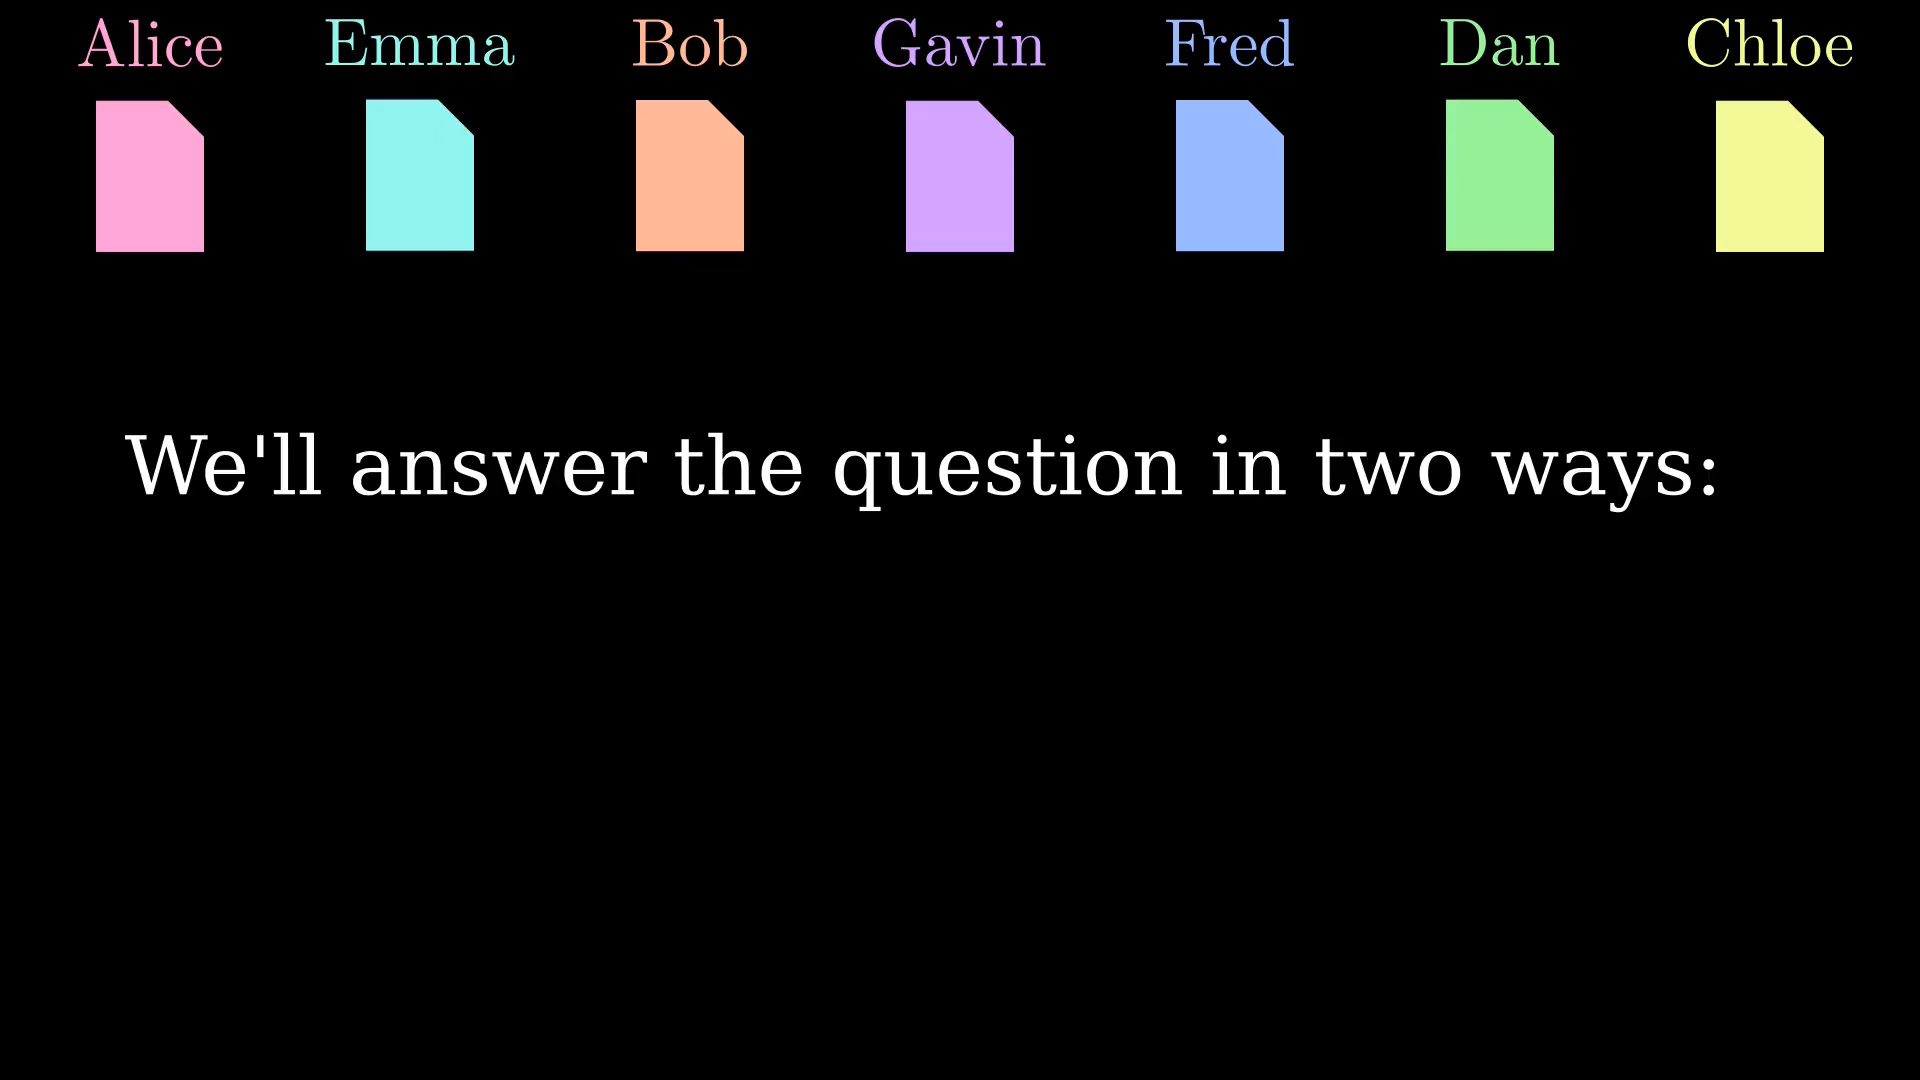 Alice Emma Bob Gavin Fred Dan Chloe
We'll answer the question in two ways: